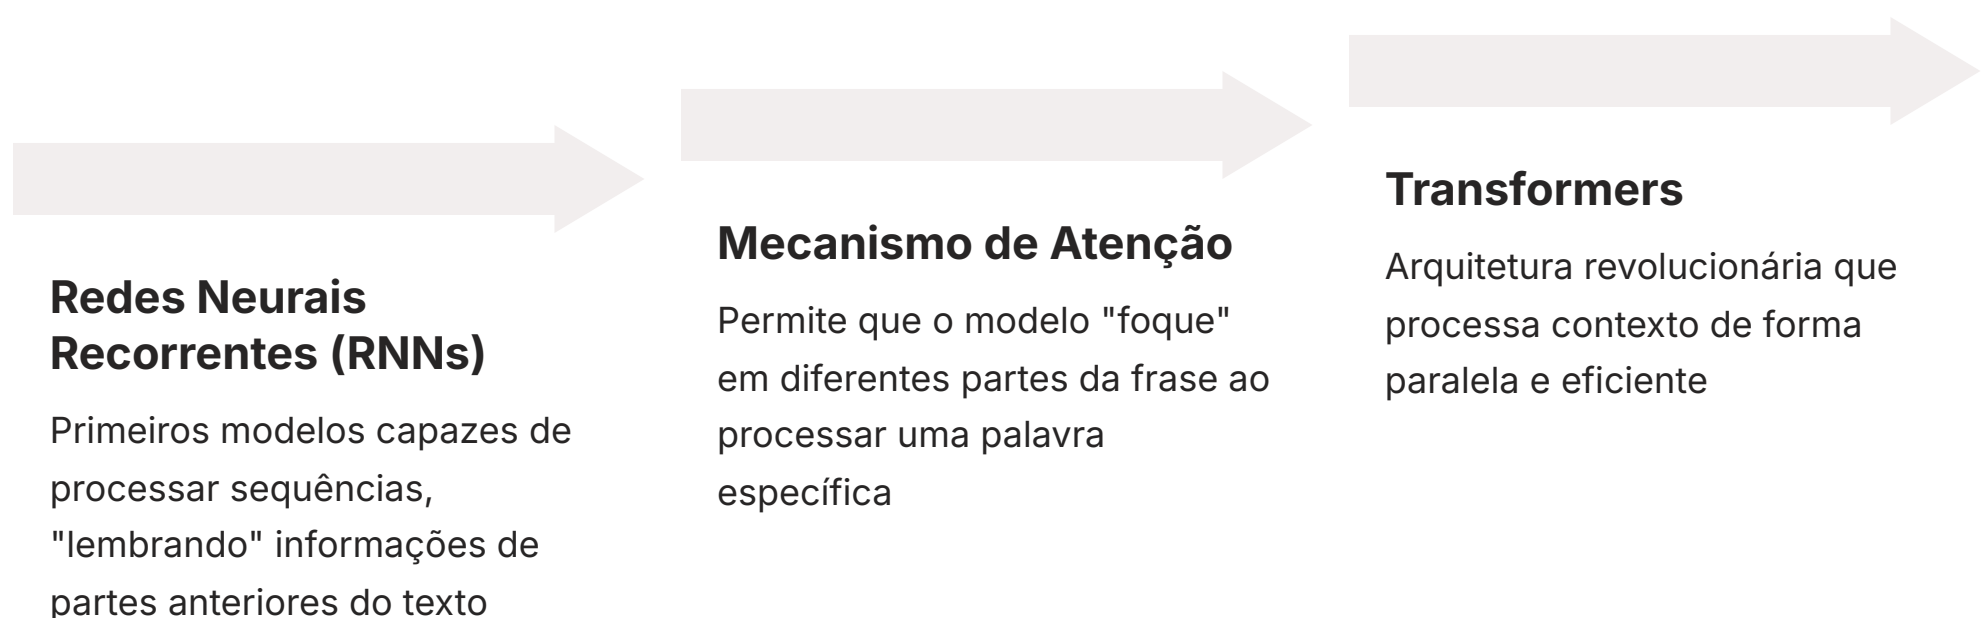 Redes Neurais
Recorrentes (RNNs)
Primeiros modelos capazes de
processar sequências,
"lembrando" informações de
partes anteriores do texto
Mecanismo de Atenção
Permite que o modelo "foque"
em diferentes partes da frase ao
processar uma palavra
específica
Transformers
Arquitetura revolucionária que
processa contexto de forma
paralela e eficiente